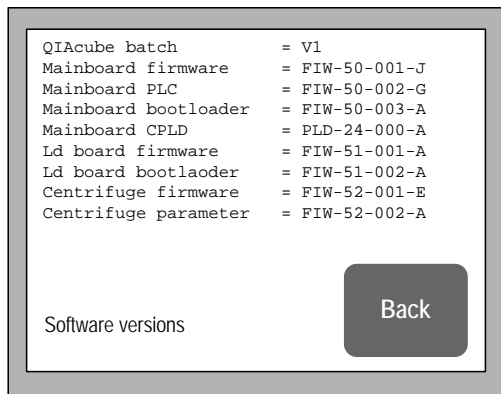 QIAcube batch = V1
Mainboard firmware = FIW-50-001-J
Mainboard PLC = FIW-50-002-G
Mainboard bootloader = FIW-50-003-A
Mainboard CPLD = PLD-24-000-A
Ld board firmware = FIW-51-001-A
Ld board bootlaoder = FIW-51-002-A
Centrifuge firmware = FIW-52-001-E
Centrifuge parameter = FIW-52-002-A
Software versions
Back